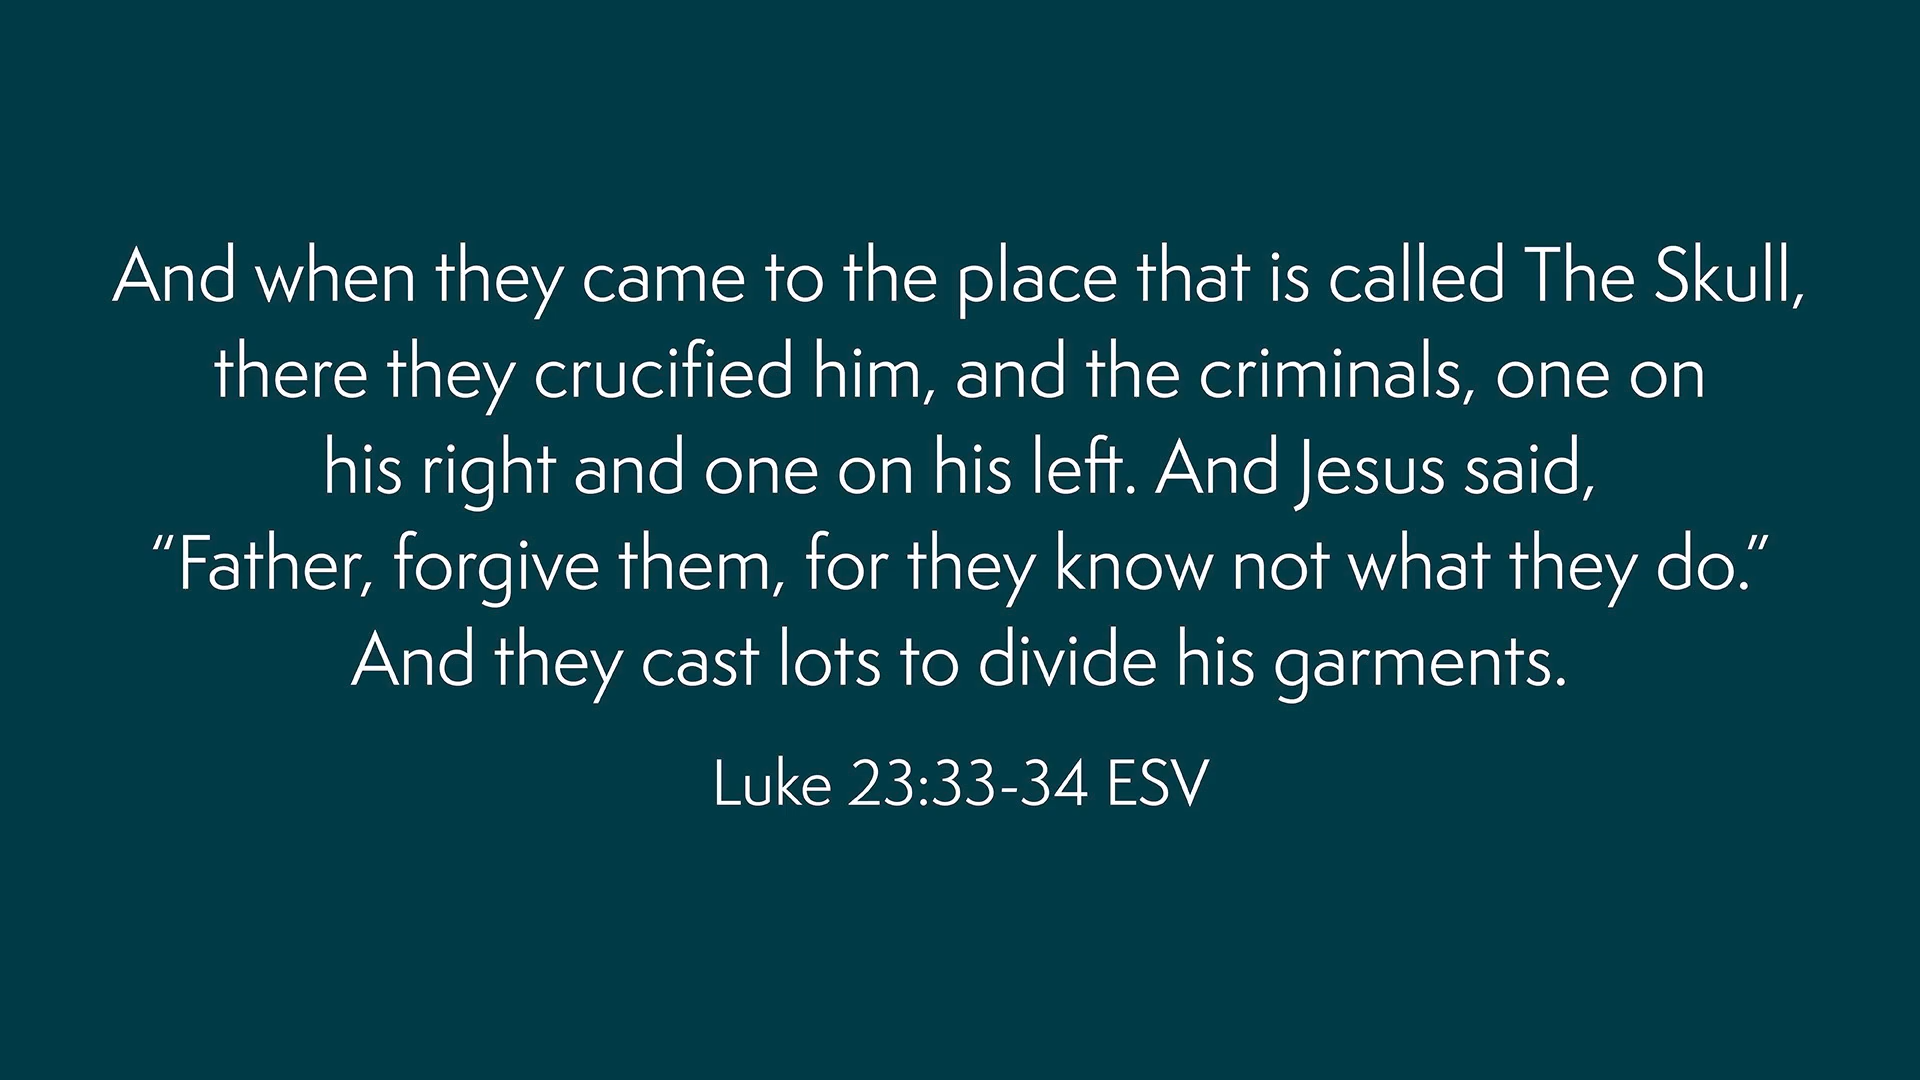 And when they came to the place that is called The Skull,
there they crucified him, and the criminals, one on
his right and one on his left. And Jesus said,
“Father, forgive them, for they know not what they do.”
And they cast lots to divide his garments.
Luke 23:33-34 ESV